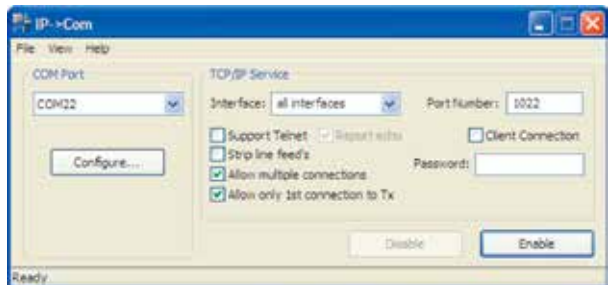 IP->Com
File View Help
COM Port
COM22
Configure...
TCP/IP Service
Interface: all interfaces Port Number: 1022
Support Telnet Report echo Client Connection
Strip line feed's
Allow multiple connections Password:
Allow only 1st connection to Tx
Disable Enable
Ready